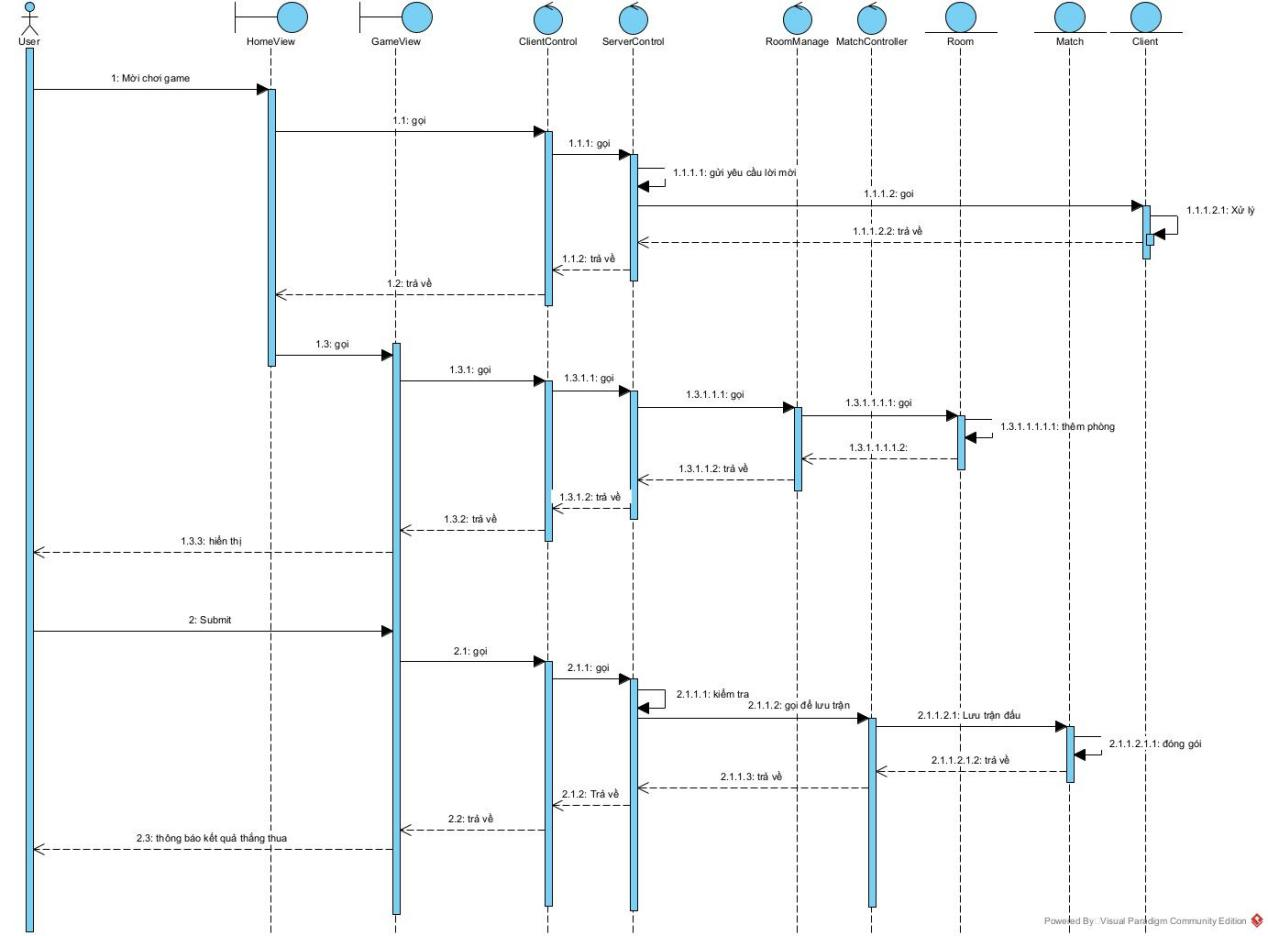 User
HomeView
GameView
ClientControl
ServerControl
RoomManage
MatchController
Room
Match
Client
1: Mời chơi game
1.1: gọi
1.1.1: gọi
1.1.1.1: gửi yêu cầu lời mời
1.1.1.2: goi
1.1.1.2.1: Xử lý
1.1.1.2.2: trả về
1.1.2: trả về
1.2: trả về
1.3: gọi
1.3.1: gọi
1.3.1.1: gọi
1.3.1.1.1: gọi
1.3.1.1.1.1: gọi
1.3.1.1.1.1.1: thêm phòng
1.3.1.1.1.1.2:
1.3.1.1.2: trả về
1.3.1.2: trả về
1.3.2: trả về
1.3.3: hiển thị
2: Submit
2.1: gọi
2.1.1: gọi
2.1.1.1: kiểm tra
2.1.1.2: gọi để lưu trận
2.1.1.2.1: Lưu trận đấu
2.1.1.2.1.1: đóng gói
2.1.1.2.1.2: trả về
2.1.1.3: trả về
2.1.2: Trả về
2.2: trả về
2.3: thông báo kết quả thắng thua
Powered By: Visual Paradigm Community Edition